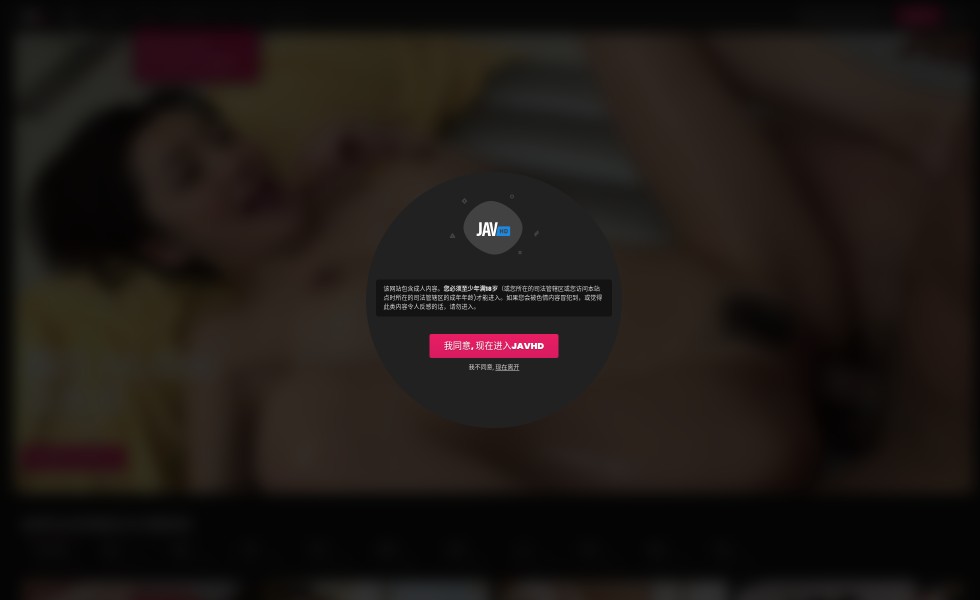 JAV HD
该网站包含成人内容。您必须至少年满18岁（或您所在的司法管辖区或您访问本站
点时所在的司法管辖区的成年年龄)才能进入。如果您会被色情内容冒犯到，或觉得
此类内容令人反感的话，请勿进入。
我同意, 现在进入JAVHD
我不同意, 现在离开